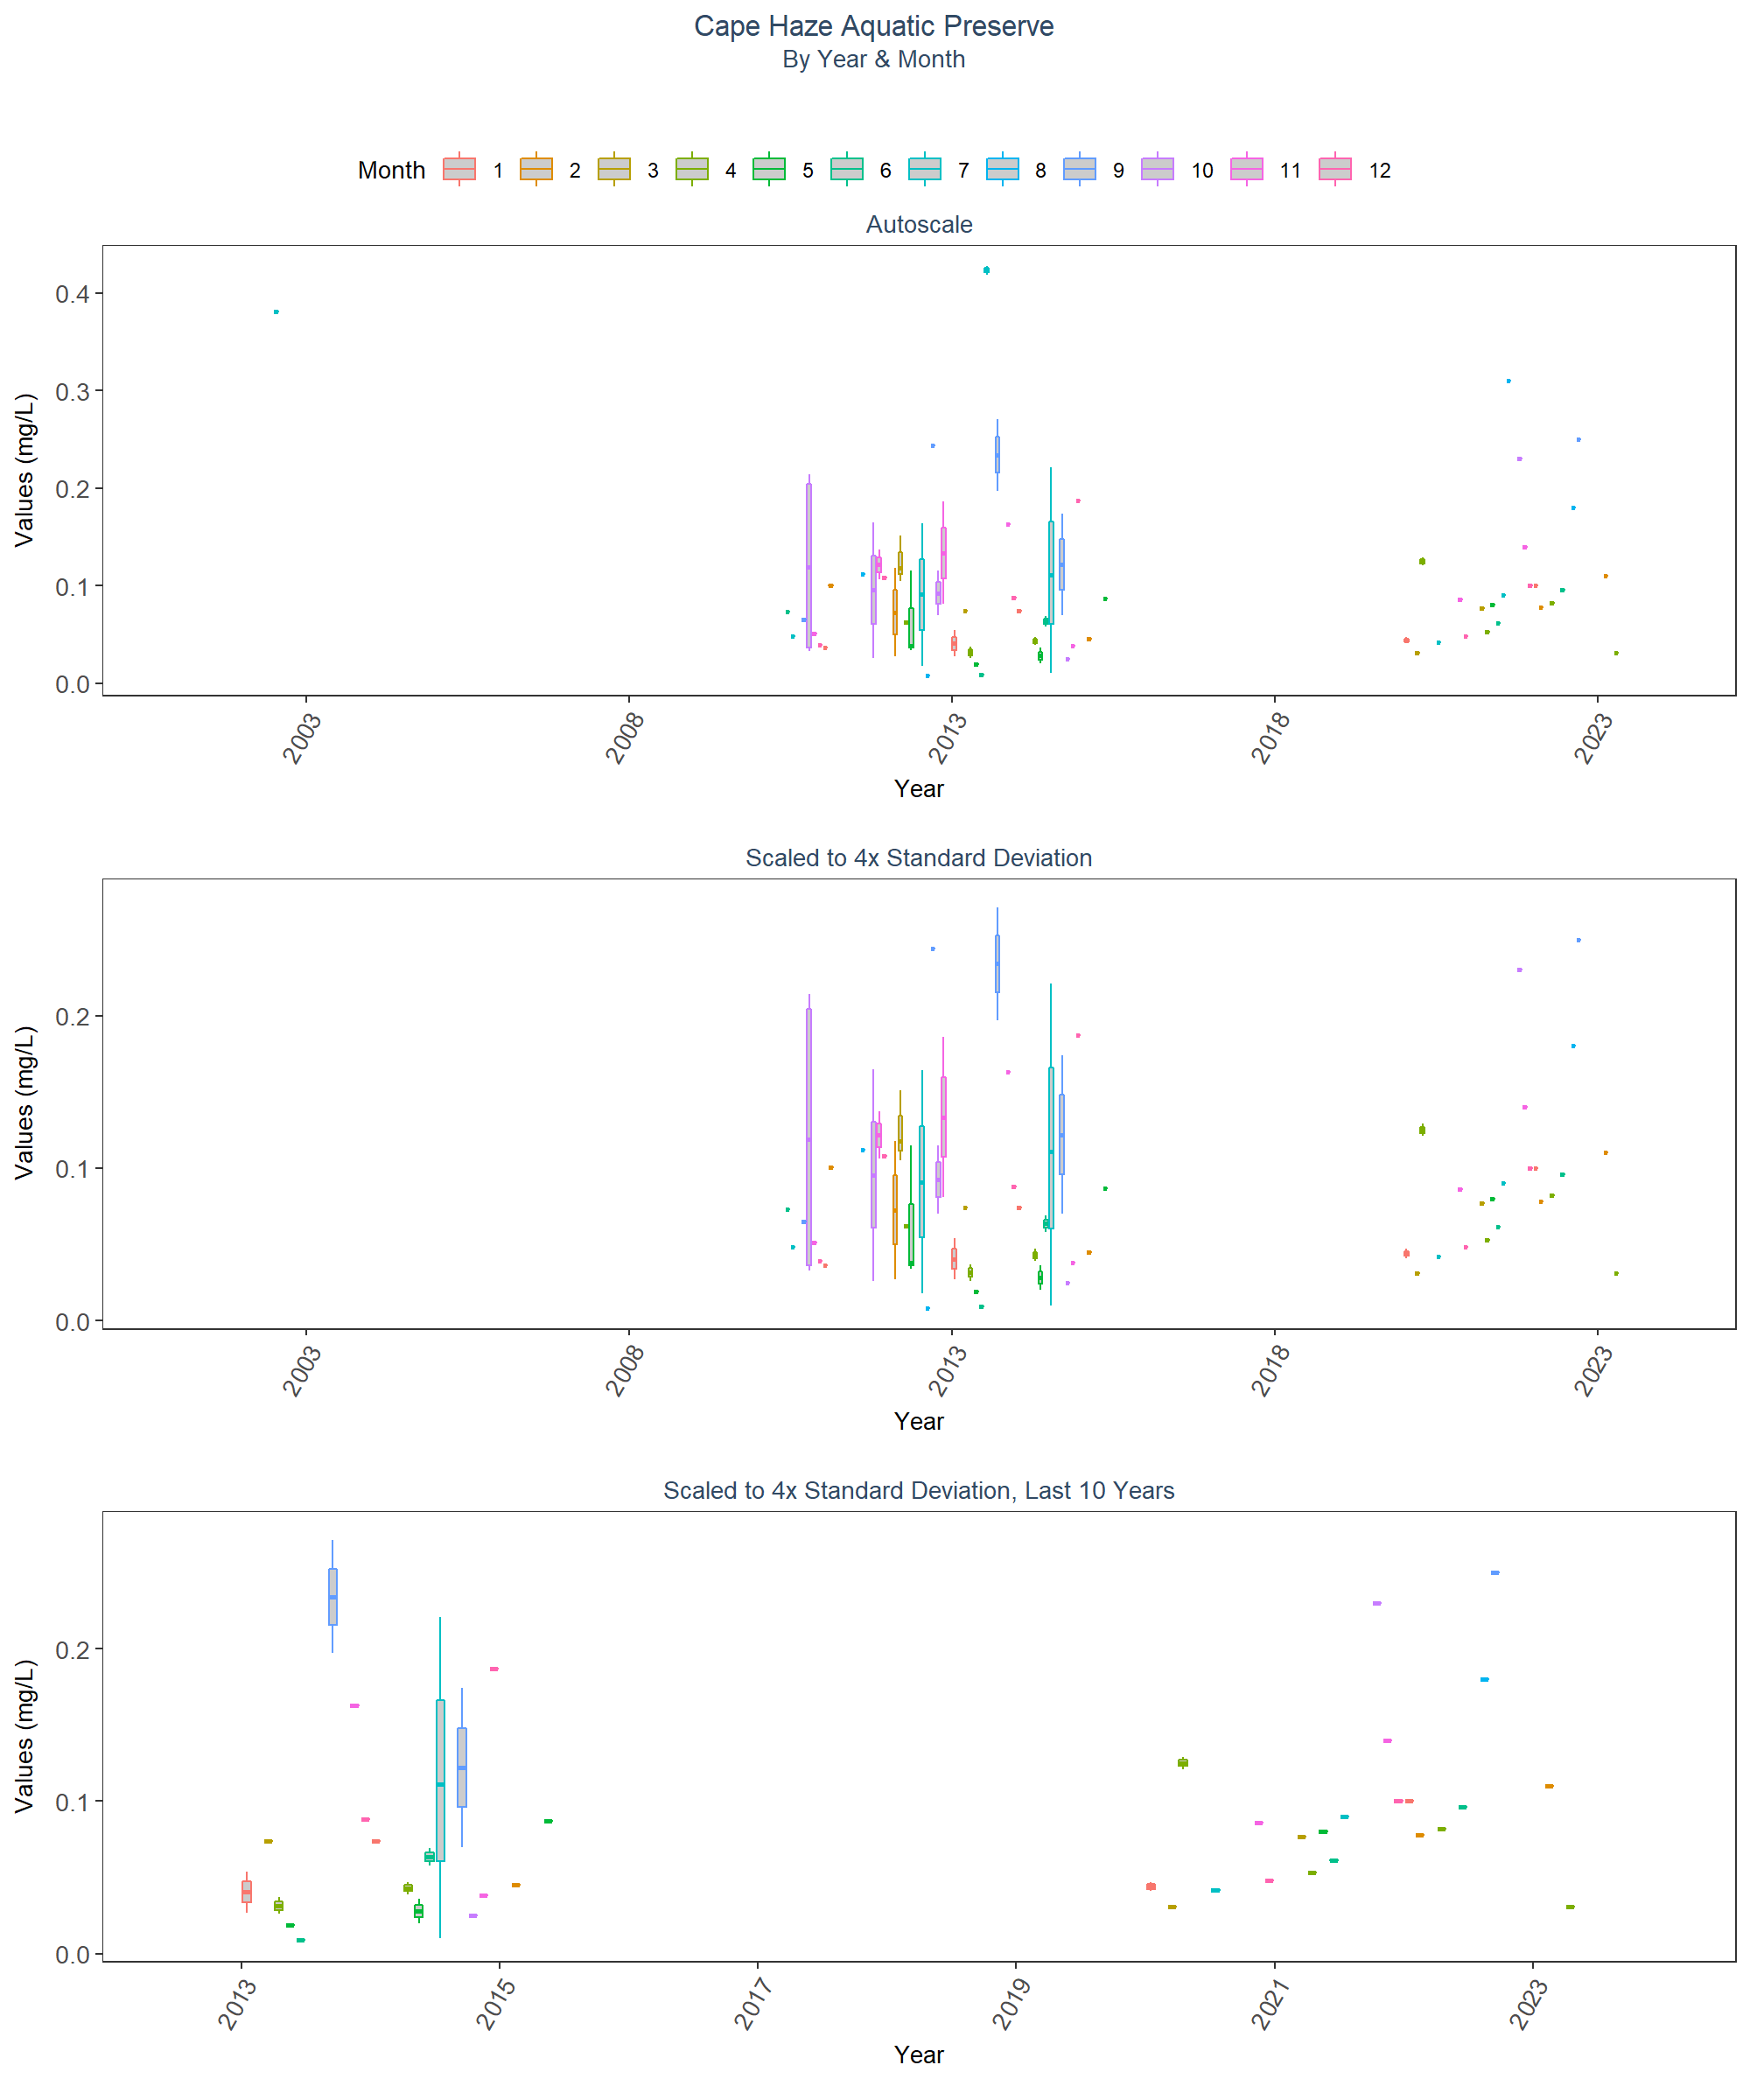 Cape Haze Aquatic Preserve
By Year & Month
Month 1 2 3 4 5 6 7 8 9 10 11 12
Autoscale
Values (mg/L)
0.4
0.3
0.2
0.1
0.0
2003 2008 2013 2018 2023
Year
Scaled to 4x Standard Deviation
Values (mg/L)
0.2
0.1
0.0
2003 2008 2013 2018 2023
Year
Scaled to 4x Standard Deviation, Last 10 Years
Values (mg/L)
0.2
0.1
0.0
2013 2015 2017 2019 2021 2023
Year